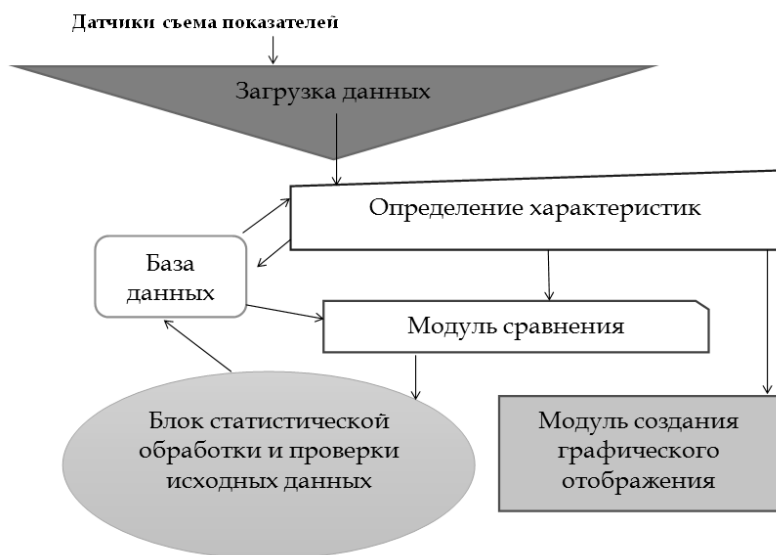 Датчики съема показателей
Загрузка данных
Определение характеристик
База
данных
Модуль сравнения
Блок статистической
обработки и проверки
исходных данных
Модуль создания
графического
отображения